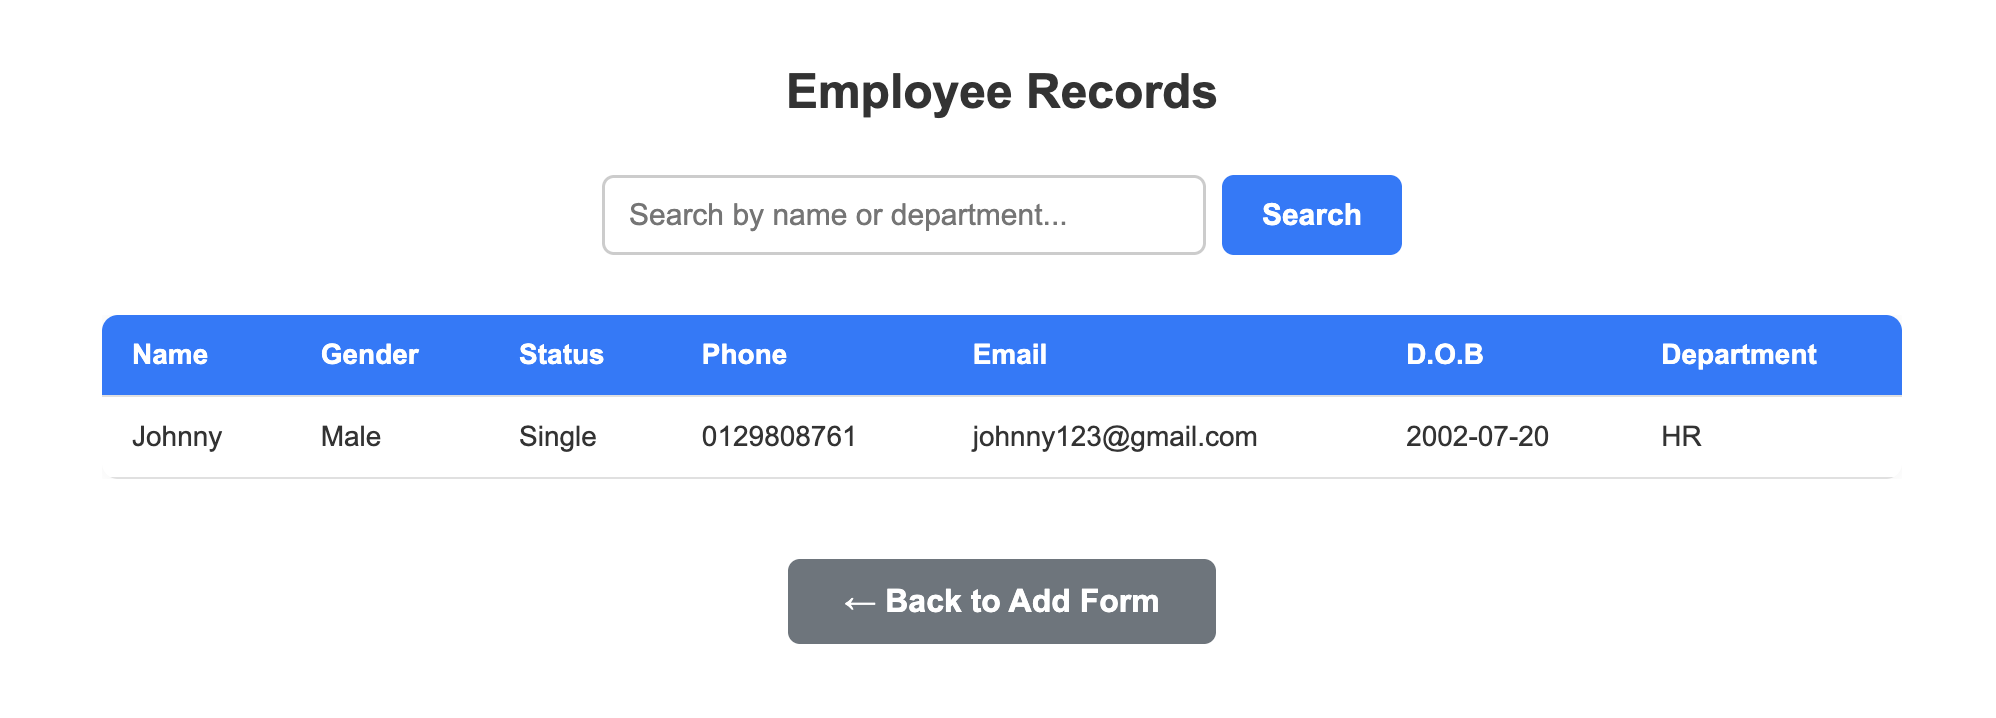 Employee Records
Search by name or department...
Search
Name Gender Status Phone Email D.O.B Department
Johnny Male Single 0129808761 johnny123@gmail.com 2002-07-20 HR
← Back to Add Form